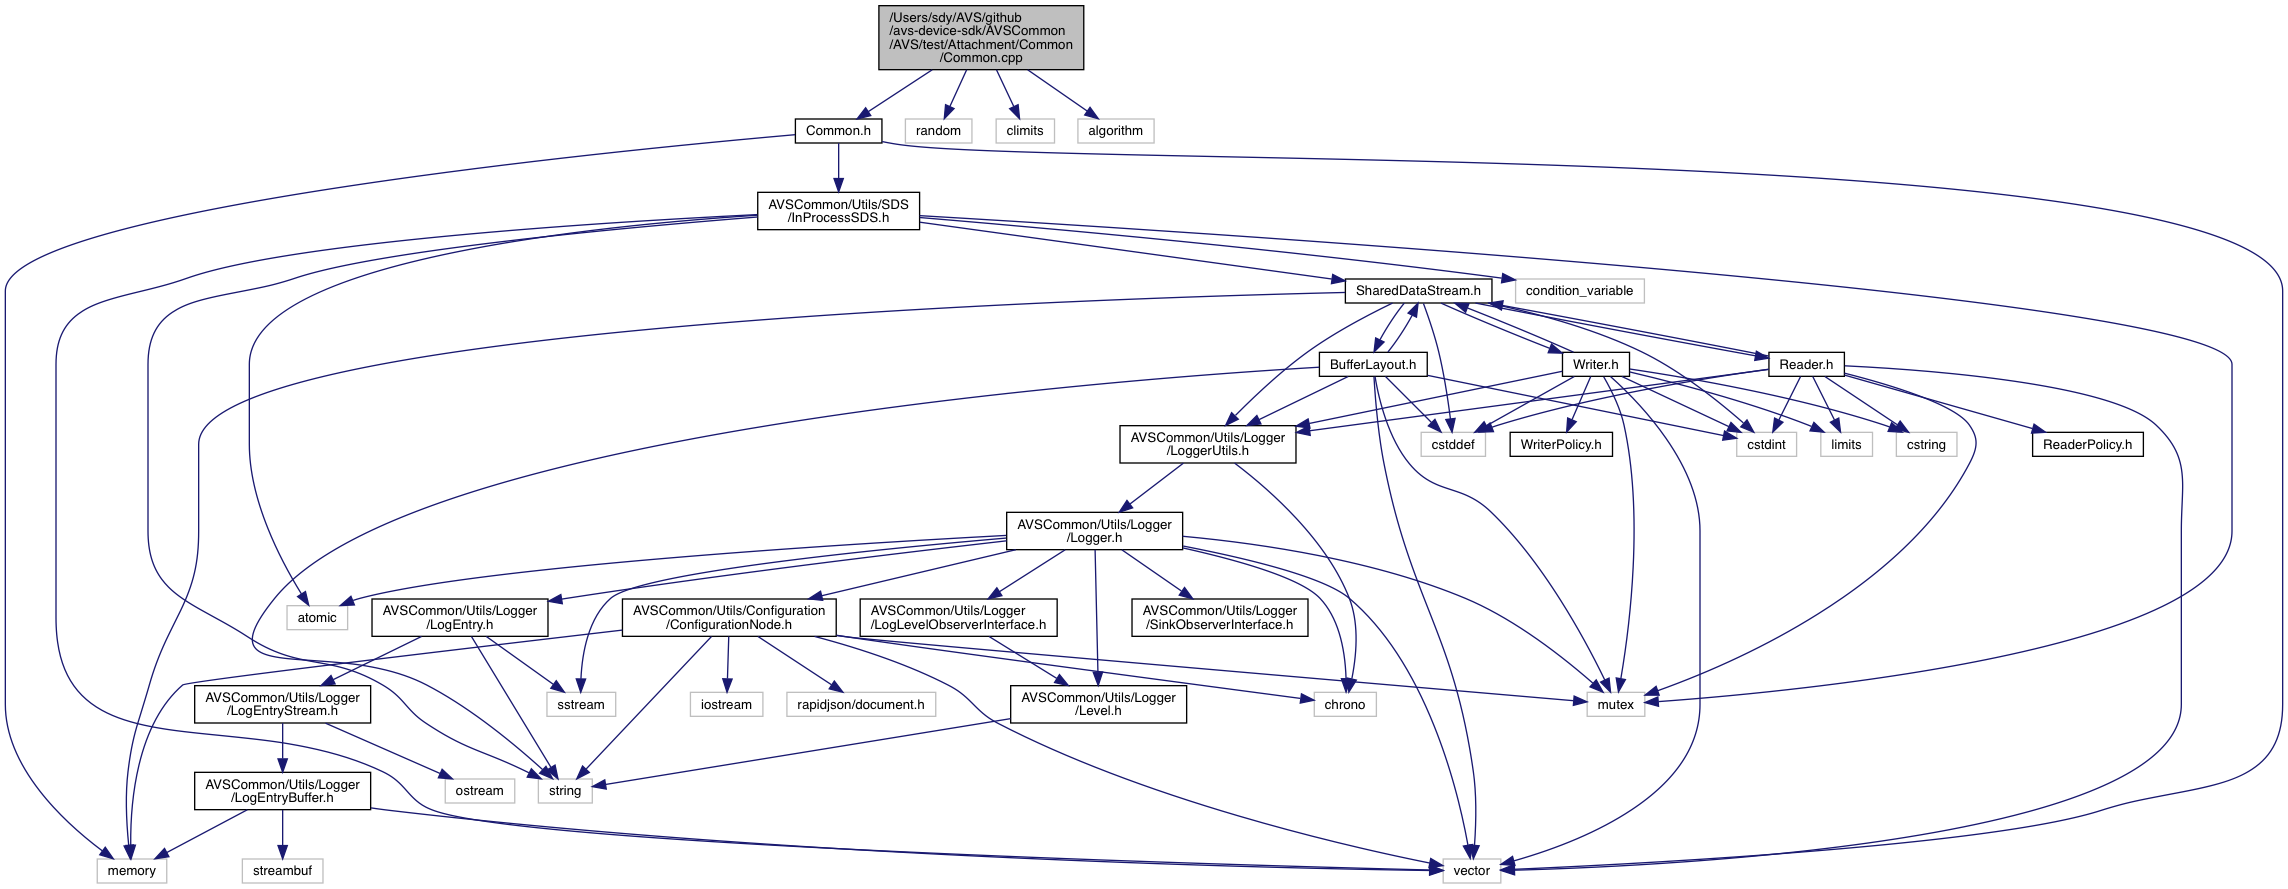 /Users/sdy/AVS/github
/avs-device-sdk/AVSCommon
/AVS/test/Attachment/Common
/Common.cpp
Common.h
random
climits
algorithm
AVSCommon/Utils/SDS
/InProcessSDS.h
SharedDataStream.h
condition_variable
BufferLayout.h
Writer.h
Reader.h
AVSCommon/Utils/Logger
/LoggerUtils.h
cstddef
WriterPolicy.h
cstdint
limits
cstring
ReaderPolicy.h
AVSCommon/Utils/Logger
/Logger.h
atomic
AVSCommon/Utils/Logger
/LogEntry.h
AVSCommon/Utils/Configuration
/ConfigurationNode.h
AVSCommon/Utils/Logger
/LogLevelObserverInterface.h
AVSCommon/Utils/Logger
/SinkObserverInterface.h
AVSCommon/Utils/Logger
/LogEntryStream.h
sstream
iostream
rapidjson/document.h
AVSCommon/Utils/Logger
/Level.h
chrono
mutex
AVSCommon/Utils/Logger
/LogEntryBuffer.h
ostream
string
memory
streambuf
vector